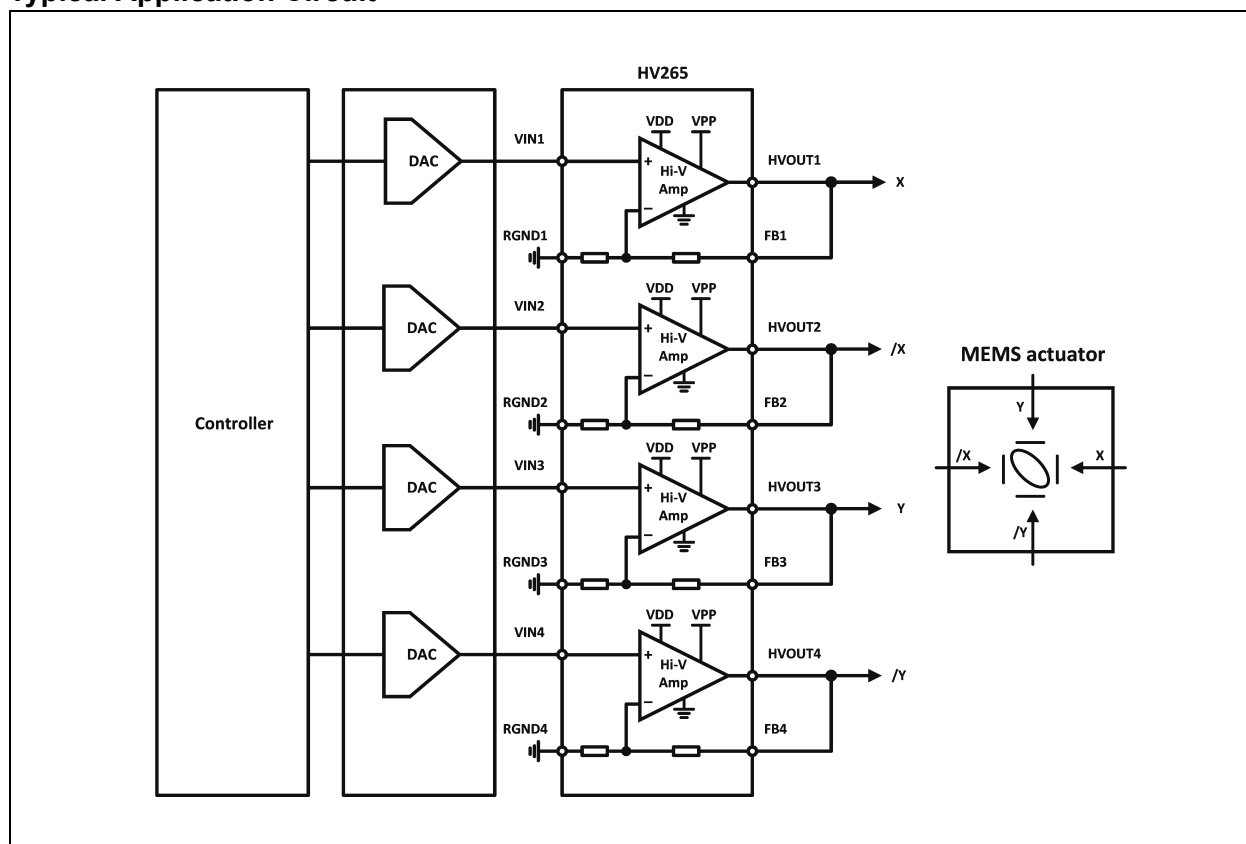 Typical Application Circuit
HV265
Controller
DAC
VIN1
VDD VPP
+
Hi-V
Amp
−
HVOUT1
X
RGND1
FB1
DAC
VIN2
VDD VPP
+
Hi-V
Amp
−
HVOUT2
/X
RGND2
FB2
DAC
VIN3
VDD VPP
+
Hi-V
Amp
−
HVOUT3
Y
RGND3
FB3
DAC
VIN4
VDD VPP
+
Hi-V
Amp
−
HVOUT4
/Y
RGND4
FB4
MEMS actuator
Y
/X
X
/Y